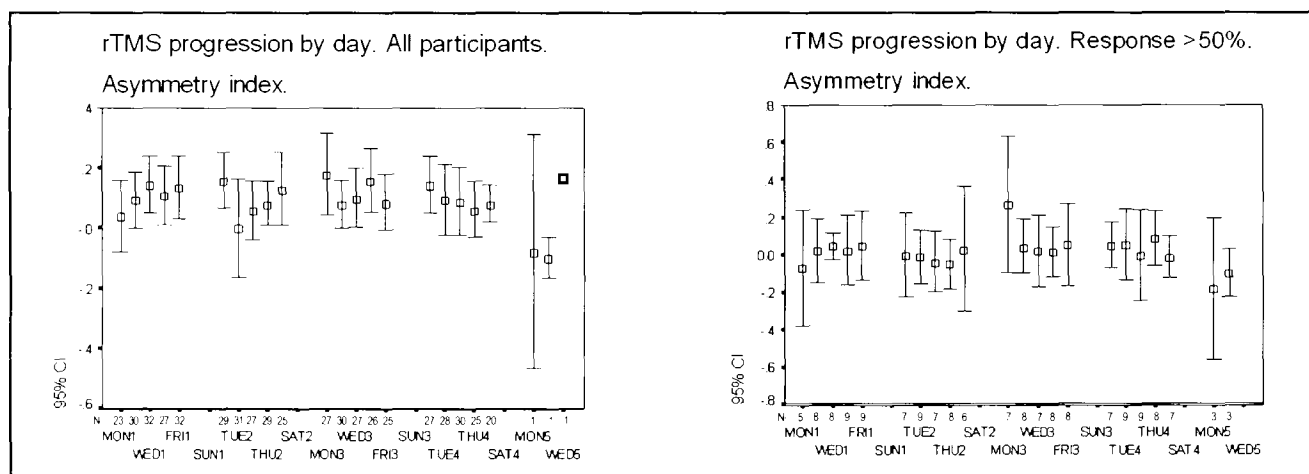 rTMS progression by day. All participants.
Asymmetry index.
.4
.2
-.0
-.2
-.4
-.6
95% CI
N 23 30 32 27 32 29 31 27 29 25 27 30 27 26 25 27 28 30 25 20 1 1
MON1 FRI1 TUE2 SAT2 WED3 SUN3 THU4 MON5
WED1 SUN1 THU2 MON3 FRI3 TUE4 SAT4 WED5
rTMS progression by day. Response >50%.
Asymmetry index.
.8
.6
.4
.2
0.0
-.2
-.4
-.6
-.8
95% CI
N 5 8 8 9 9 7 9 7 8 6 7 8 7 8 8 7 9 9 8 7 3 3
MON1 FRI1 TUE2 SAT2 WED3 SUN3 THU4 MON5
WED1 SUN1 THU2 MON3 FRI3 TUE4 SAT4 WED5